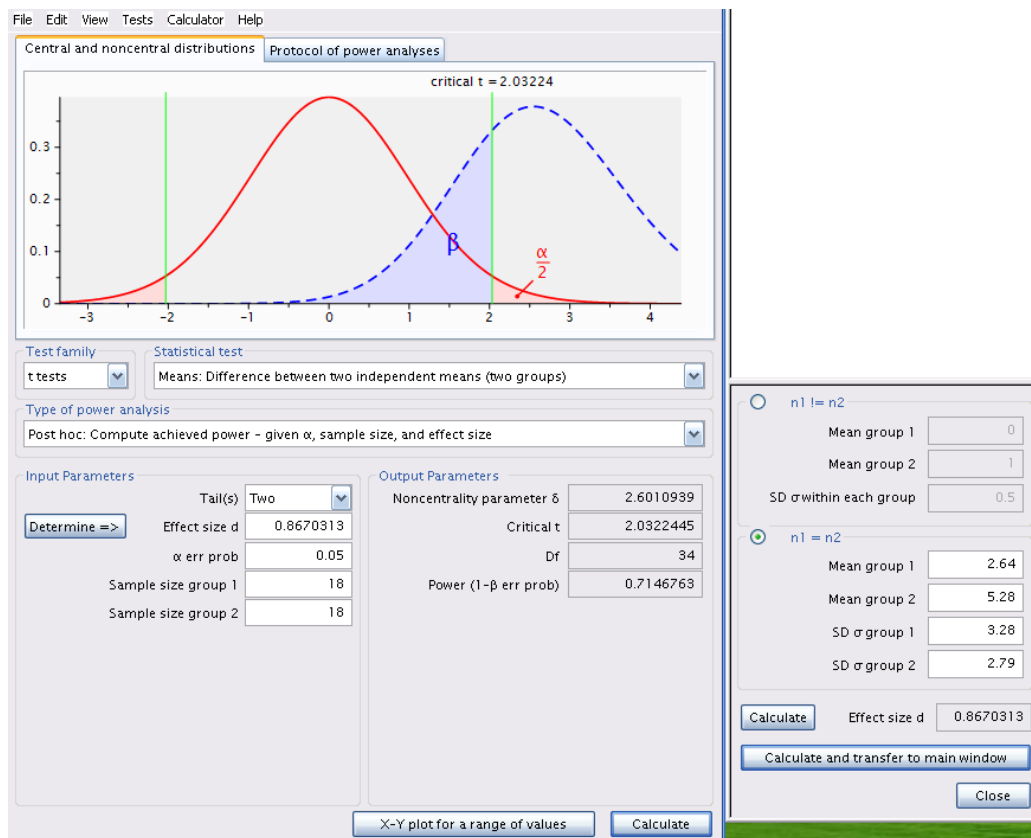 File Edit View Tests Calculator Help
Central and noncentral distributions Protocol of power analyses
critical t = 2.03224
0.3
0.2
0.1
0
β
α
2
-3 -2 -1 0 1 2 3 4
Test family
t tests
Statistical test
Means: Difference between two independent means (two groups)
Type of power analysis
Post hoc: Compute achieved power – given α, sample size, and effect size
Input Parameters
Tail(s) Two
Determine => Effect size d 0.8670313
α err prob 0.05
Sample size group 1 18
Sample size group 2 18
Output Parameters
Noncentrality parameter δ 2.6010939
Critical t 2.0322445
Df 34
Power (1-β err prob) 0.7146763
X-Y plot for a range of values Calculate
n1 != n2
Mean group 1 0
Mean group 2 1
SD σ within each group 0.5
n1 = n2
Mean group 1 2.64
Mean group 2 5.28
SD σ group 1 3.28
SD σ group 2 2.79
Calculate Effect size d 0.8670313
Calculate and transfer to main window
Close